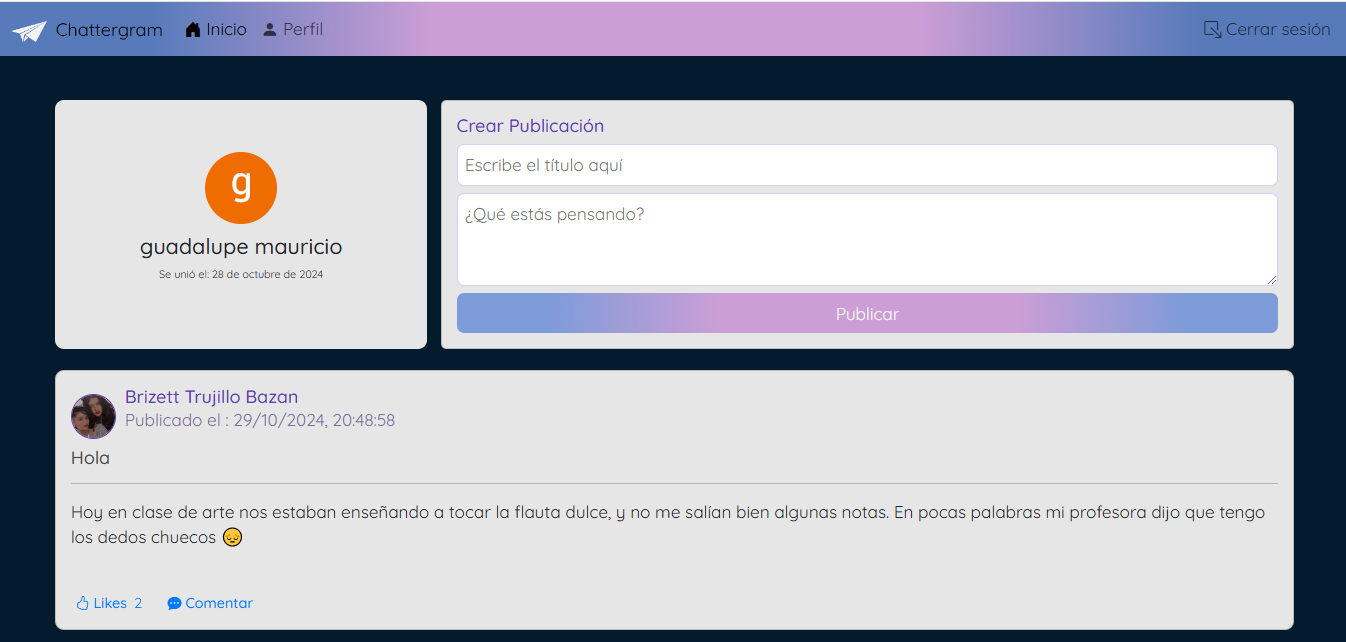 Chattergram Inicio Perfil Cerrar sesión
g
guadalupe mauricio
Se unió el: 28 de octubre de 2024
Crear Publicación
Escribe el título aquí
¿Qué estás pensando?
Publicar
Brizett Trujillo Bazan
Publicado el : 29/10/2024, 20:48:58
Hola
Hoy en clase de arte nos estaban enseñando a tocar la flauta dulce, y no me salían bien algunas notas. En pocas palabras mi profesora dijo que tengo
los dedos chuecos 😔
Likes 2 Comentar